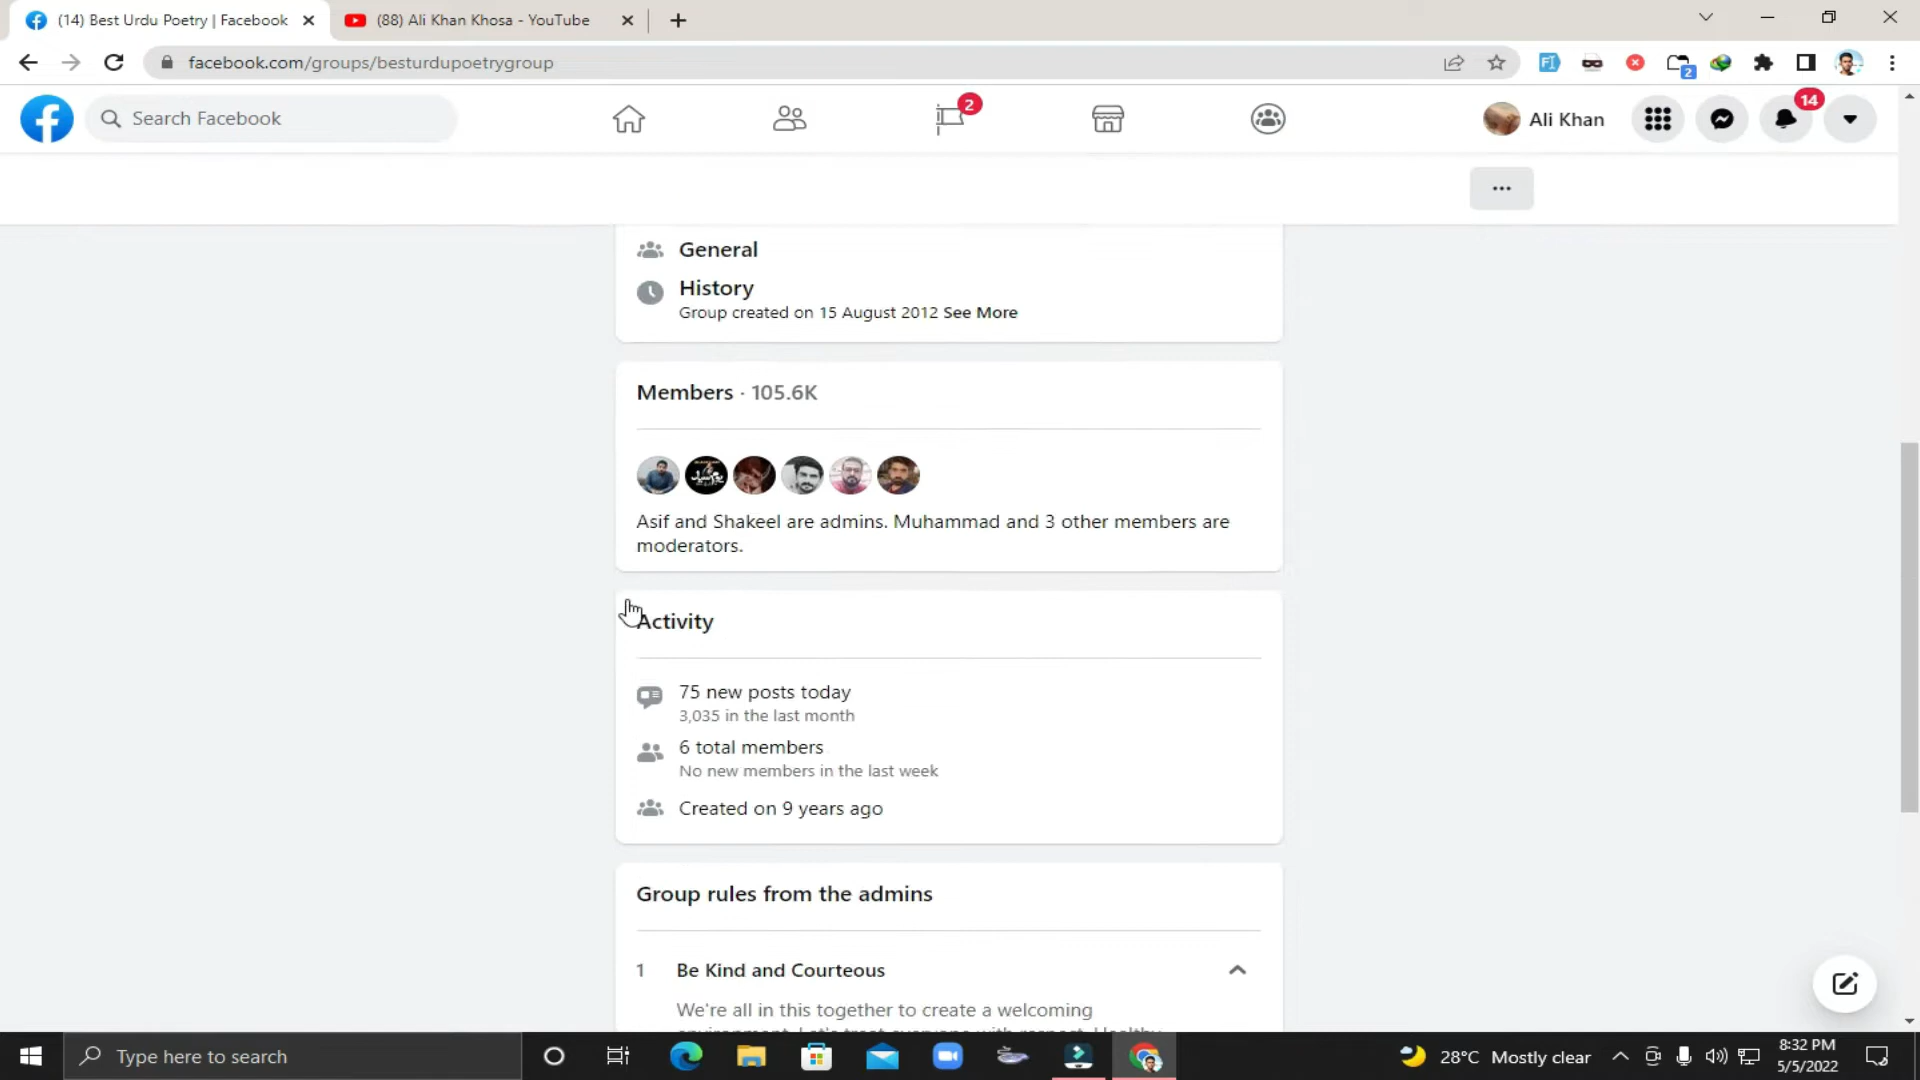 (14) Best Urdu Poetry | Facebook
(88) Ali Khan Khosa - YouTube
facebook.com/groups/besturdupoetrygroup
2
Search Facebook
2
Ali Khan
14
General
History
Group created on 15 August 2012 See More
Members · 105.6K
Asif and Shakeel are admins. Muhammad and 3 other members are
moderators.
Activity
75 new posts today
3,035 in the last month
6 total members
No new members in the last week
Created on 9 years ago
Group rules from the admins
1 Be Kind and Courteous
We're all in this together to create a welcoming
Type here to search
28°C Mostly clear
8:32 PM
5/5/2022